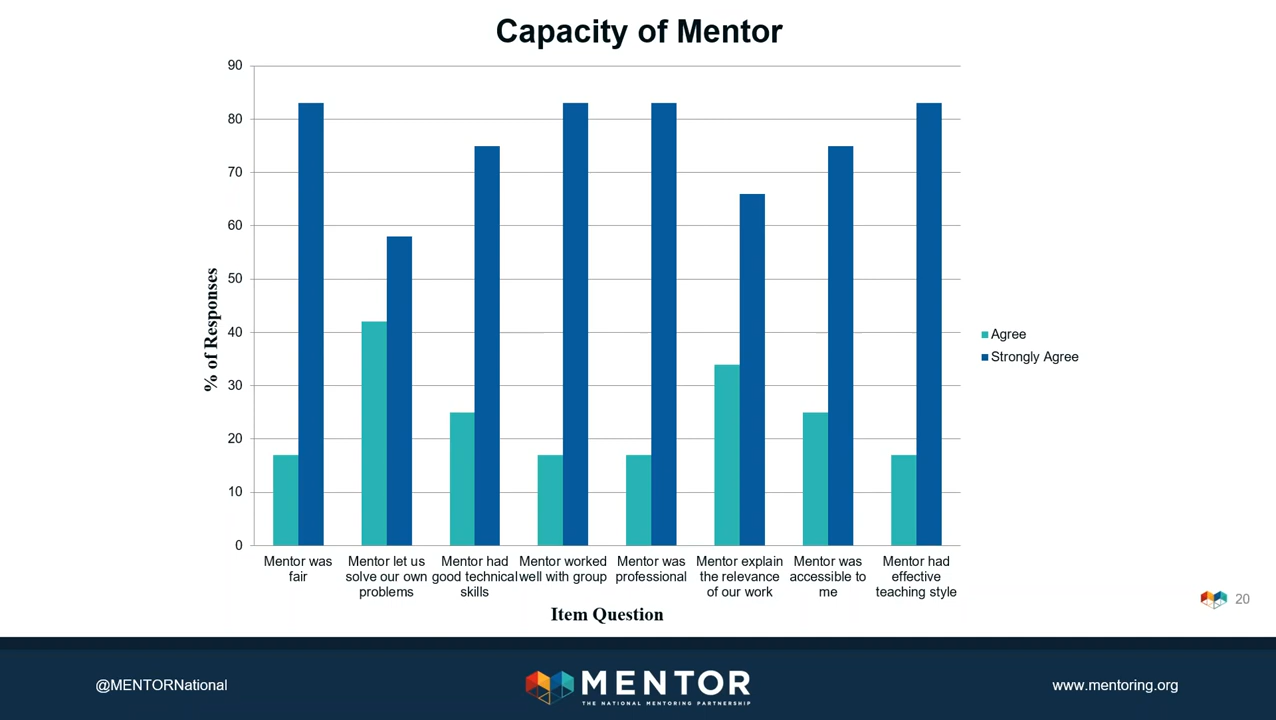 Capacity of Mentor
90
80
70
60
50
40
30
20
10
0
% of Responses
Agree
Strongly Agree
Mentor was
fair
Mentor let us
solve our own
problems
Mentor had
good technical
skills
Mentor worked
well with group
Mentor was
professional
Mentor explain
the relevance
of our work
Mentor was
accessible to
me
Mentor had
effective
teaching style
Item Question
20
@MENTORNational
MENTOR
THE NATIONAL MENTORING PARTNERSHIP
www.mentoring.org